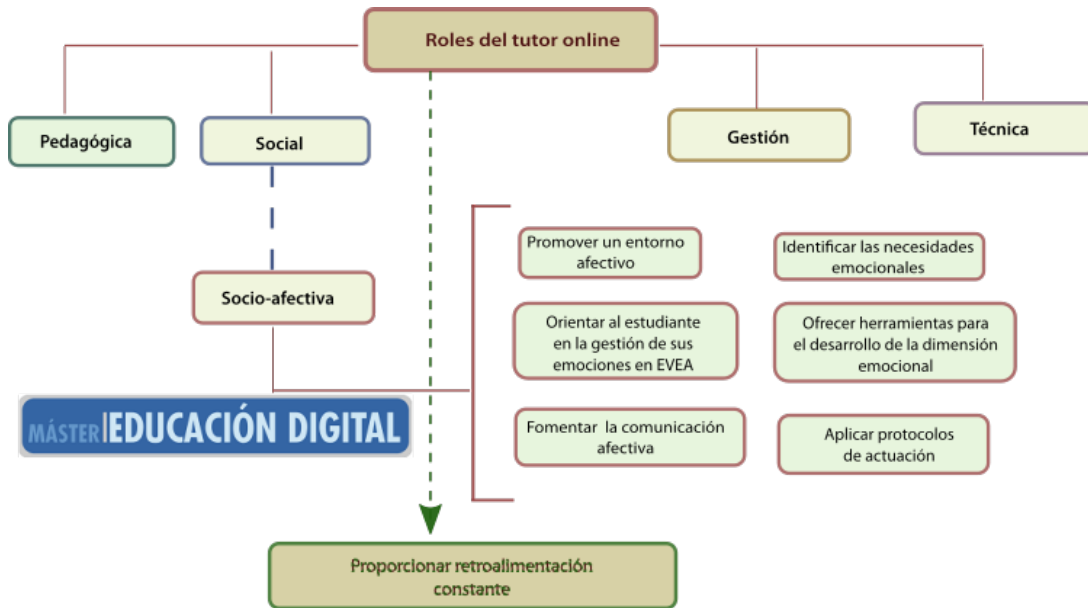 Roles del tutor online
Pedagógica
Social
Gestión
Técnica
Socio-afectiva
Promover un entorno
afectivo
Identificar las necesidades
emocionales
Orientar al estudiante
en la gestión de sus
emociones en EVEA
Ofrecer herramientas para
el desarrollo de la dimensión
emocional
Fomentar la comunicación
afectiva
Aplicar protocolos
de actuación
MÁSTER|EDUCACIÓN DIGITAL
Proporcionar retroalimentación
constante